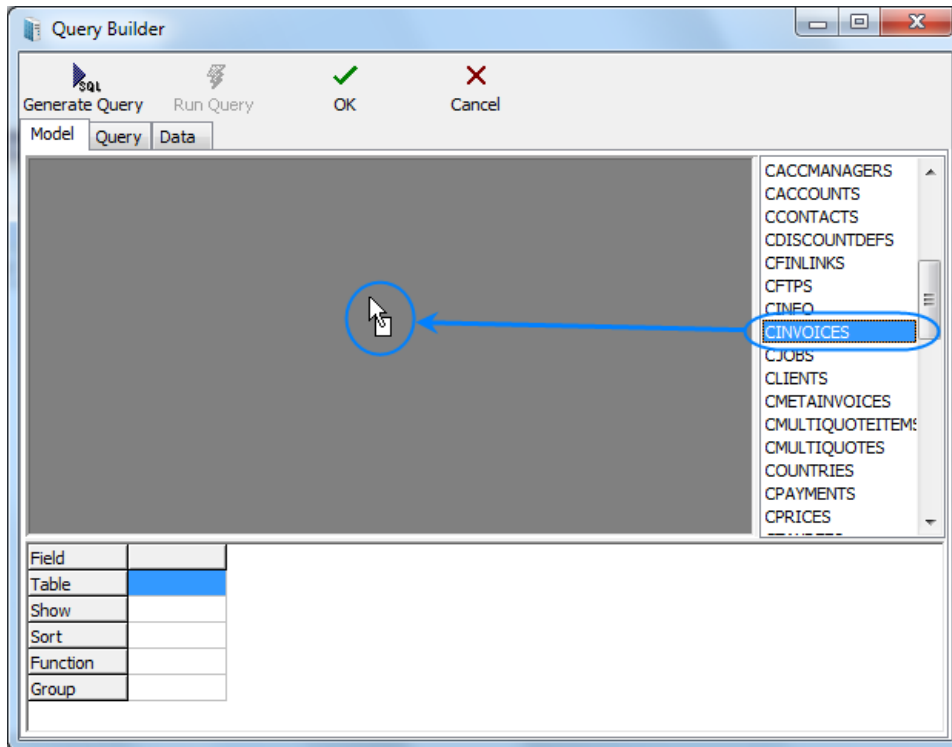 Query Builder
SQL
Generate Query
Run Query
OK
Cancel
Model
Query
Data
CACCMANAGERS
CACCOUNTS
CCONTACTS
CDISCOUNTDEFS
CFINLINKS
CFTPS
CINFO
CINVOICES
CJOBS
CLIENTS
CMETAINVOICES
CMULTIQUOTEITEMS
CMULTIQUOTES
COUNTRIES
CPAYMENTS
CPRICES
Field
Table
Show
Sort
Function
Group